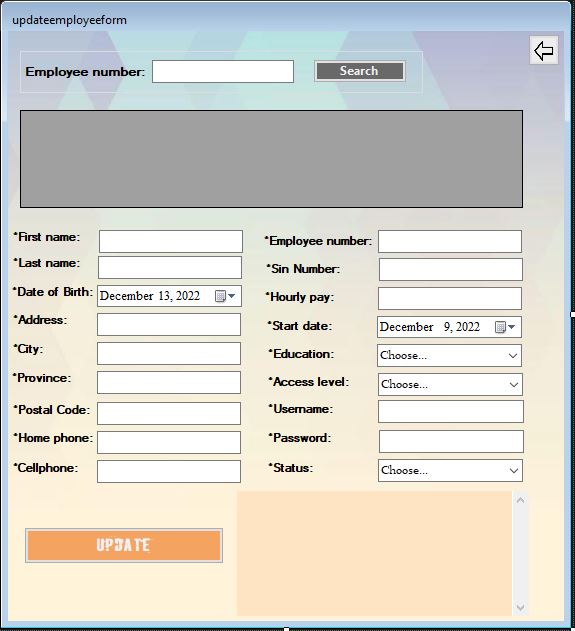 updateemployeeform
Employee number:
Search
*First name:
*Last name:
*Date of Birth: December 13, 2022
*Address:
*City:
*Province:
*Postal Code:
*Home phone:
*Cellphone:
*Employee number:
*Sin Number:
*Hourly pay:
*Start date: December 9, 2022
*Education: Choose...
*Access level: Choose...
*Username:
*Password:
*Status: Choose...
UPDATE